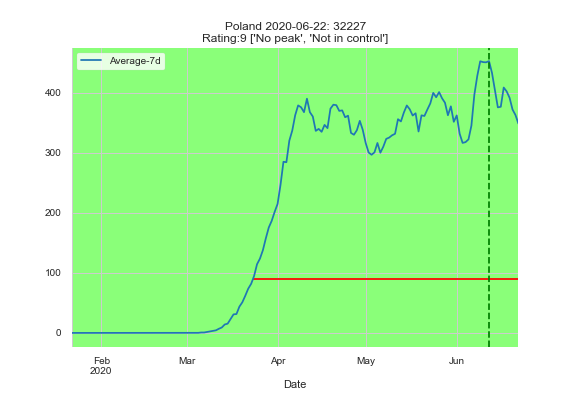 Poland 2020-06-22: 32227
Rating:9 ['No peak', 'Not in control']
Average-7d
400
300
200
100
0
Feb Mar Apr May Jun
2020
Date